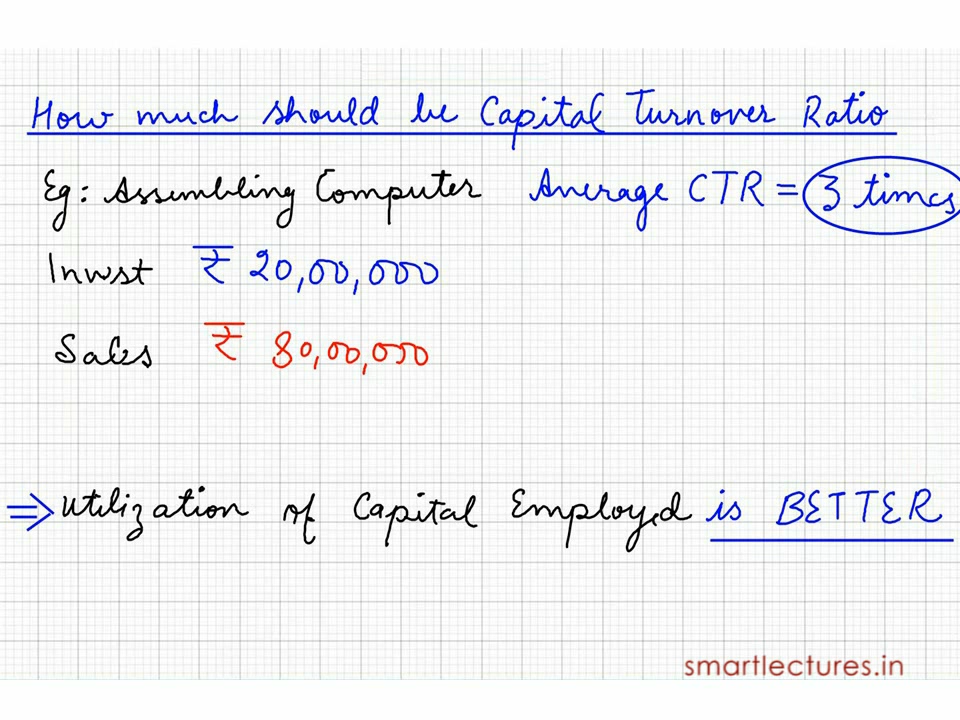 How much should be Capital Turnover Ratio
Eg: Assembling Computer Average CTR = 3 times
Invest ₹ 20,00,000
Sales ₹ 80,00,000
⇒ Utilization of Capital Employed is BETTER
smartlectures.in